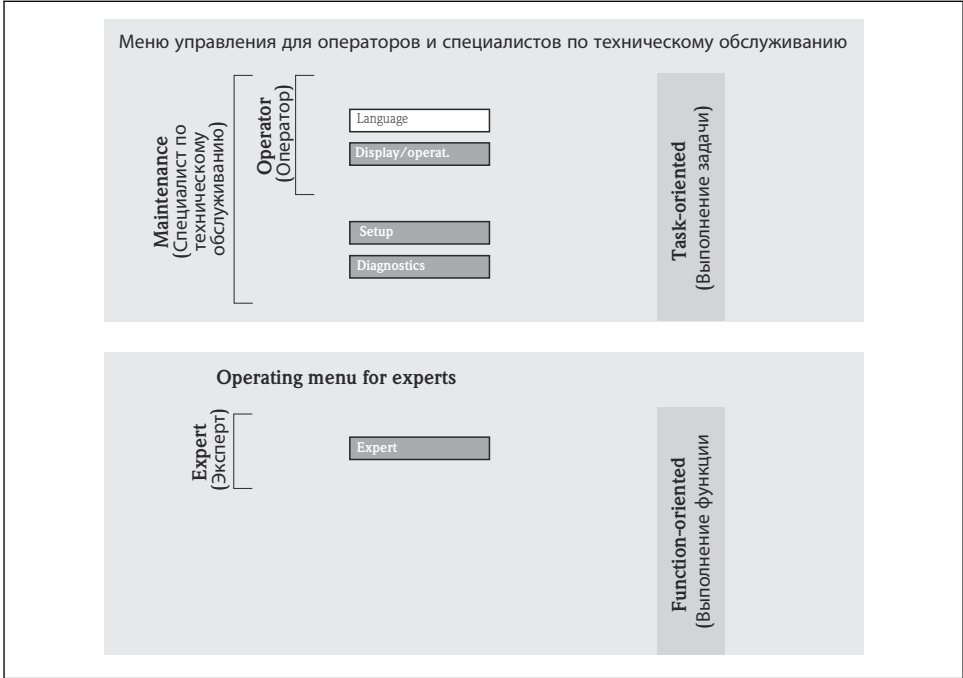 Меню управления для операторов и специалистов по техническому обслуживанию
Maintenance
(Специалист по
техническому
обслуживанию)
Operator
(Оператор)
Language
Display/operat.
Setup
Diagnostics
Task-oriented
(Выполнение задачи)
Operating menu for experts
Expert
(Эксперт)
Expert
Function-oriented
(Выполнение функции